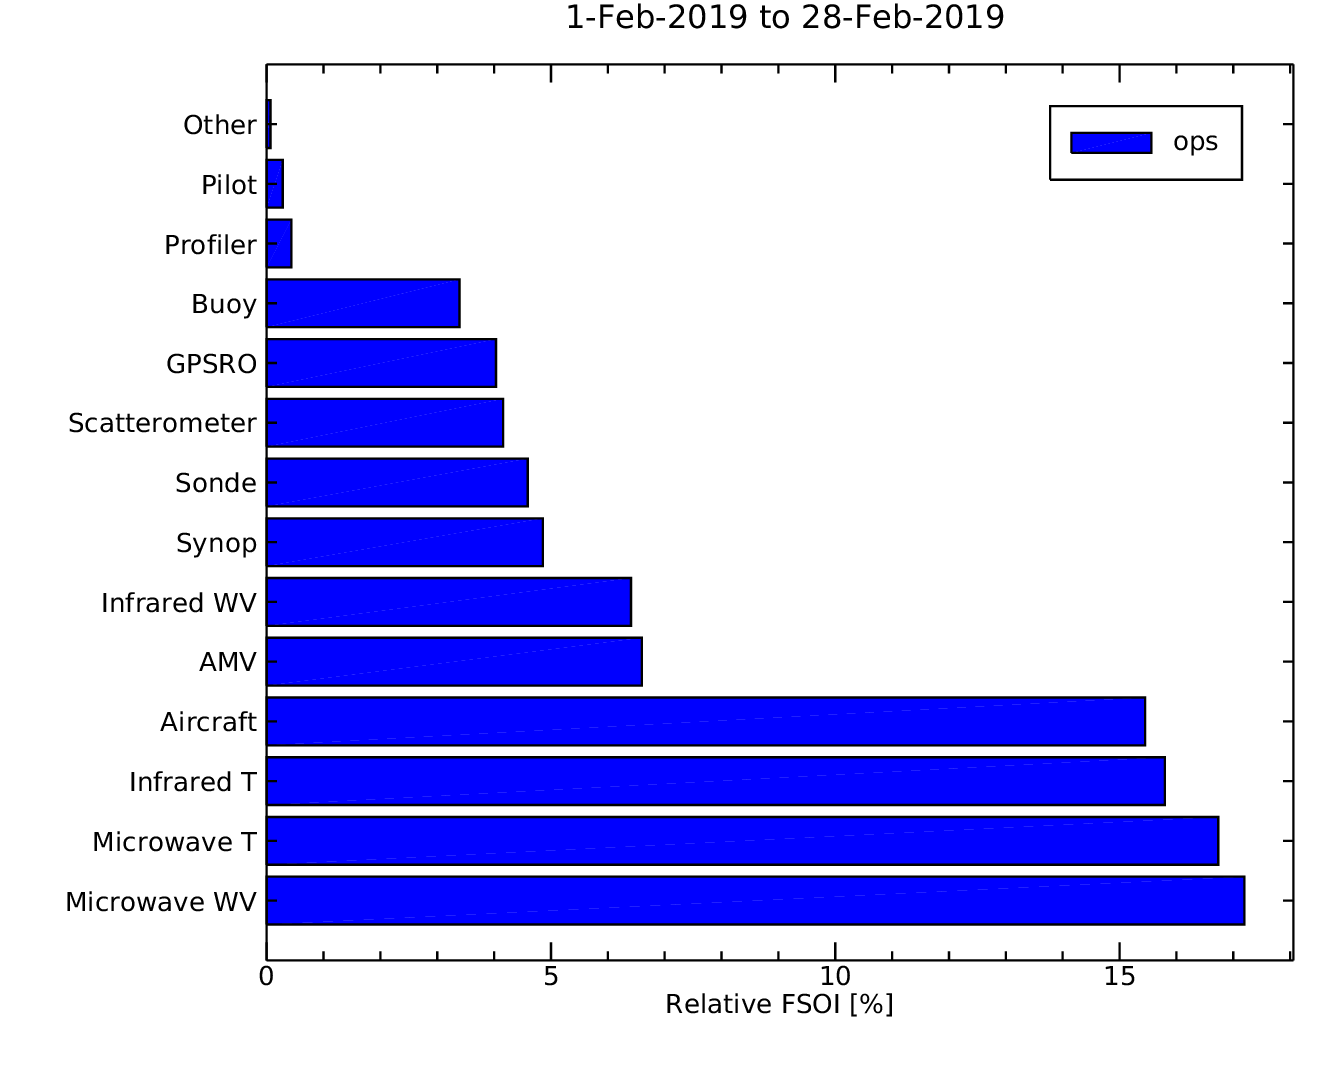 1-Feb-2019 to 28-Feb-2019
ops
Other
Pilot
Profiler
Buoy
GPSRO
Scatterometer
Sonde
Synop
Infrared WV
AMV
Aircraft
Infrared T
Microwave T
Microwave WV
0 5 10 15
Relative FSOI [%]